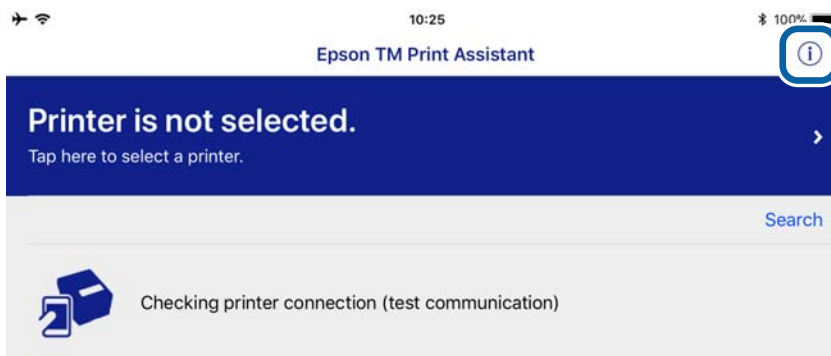 10:25
100%
Epson TM Print Assistant
Printer is not selected.
Tap here to select a printer.
Search
Checking printer connection (test communication)